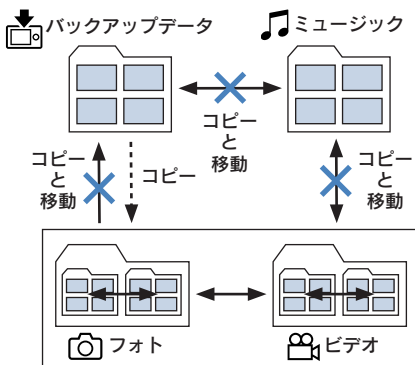 バックアップデータ
ミュージック
コピー
と
移動
コピー
と
移動
コピー
コピー
と
移動
フォト
ビデオ